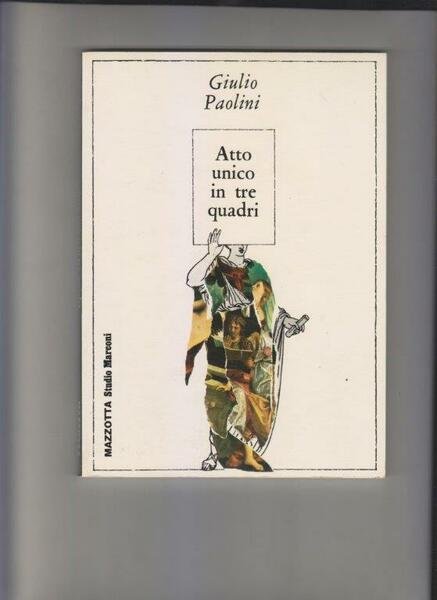 Giulio
Paolini
Atto
unico
in tre
quadri
MAZZOTTA Studio Marconi